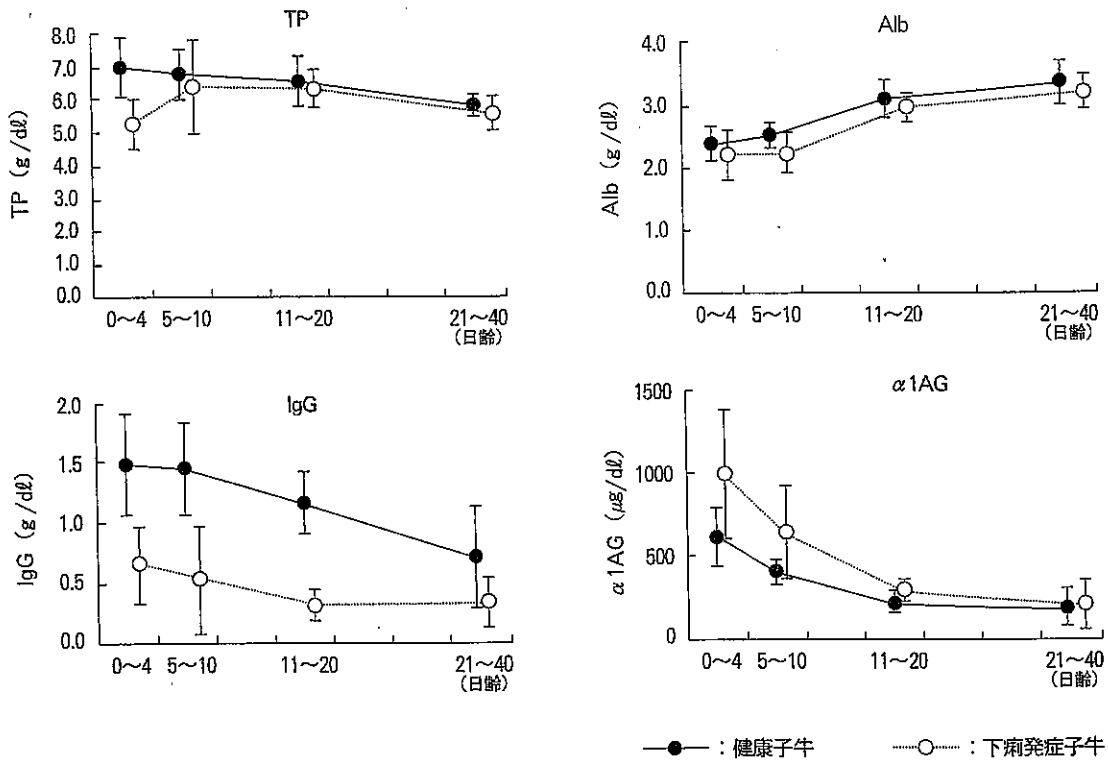 TP
8.0
7.0
6.0
5.0
4.0
3.0
2.0
1.0
0.0
TP (g/dℓ)
0～4 5～10 11～20 21～40
(日齢)
Alb
4.0
3.0
2.0
1.0
0.0
Alb (g/dℓ)
0～4 5～10 11～20 21～40
(日齢)
IgG
2.0
1.5
1.0
0.5
0.0
IgG (g/dℓ)
0～4 5～10 11～20 21～40
(日齢)
α1AG
1500
1000
500
0
α1AG (μg/dℓ)
0～4 5～10 11～20 21～40
(日齢)
：健康子牛 ：下痢発症子牛